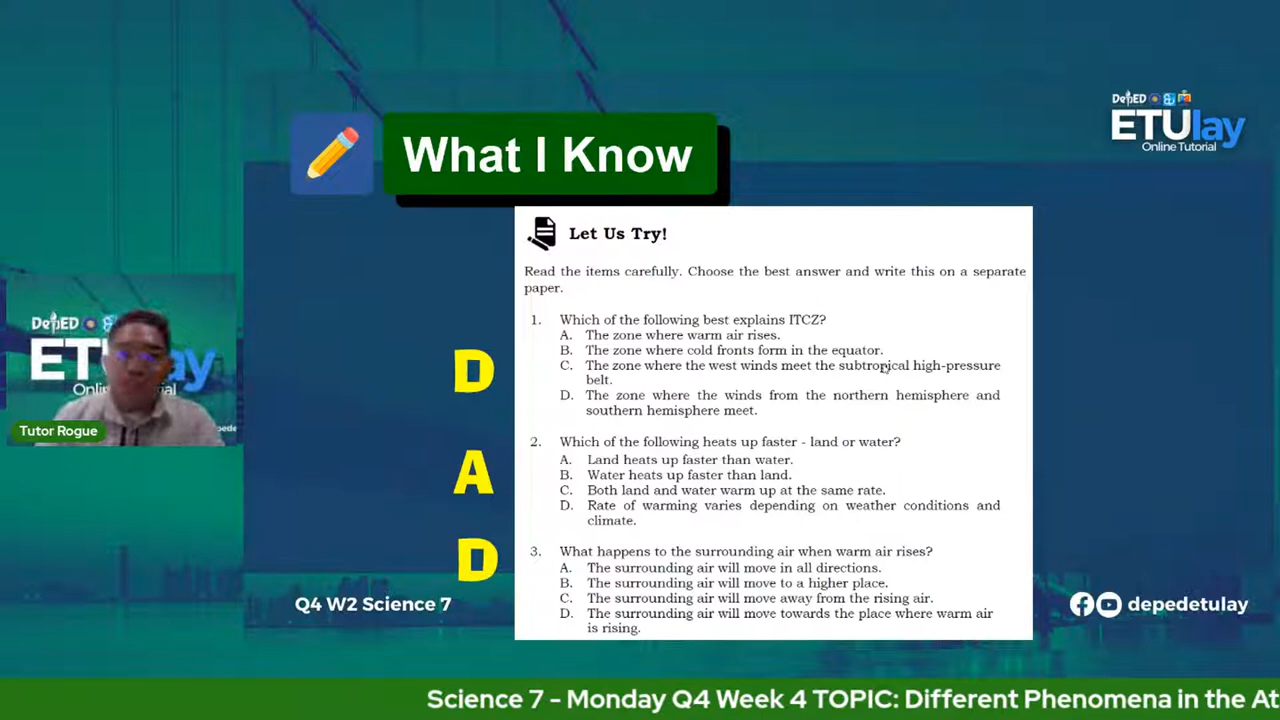 DepED
ETUlay
Online Tutorial
What I Know
Let Us Try!
Read the items carefully. Choose the best answer and write this on a separate
paper.
1. Which of the following best explains ITCZ?
A. The zone where warm air rises.
B. The zone where cold fronts form in the equator.
C. The zone where the west winds meet the subtropical high-pressure
belt.
D. The zone where the winds from the northern hemisphere and
southern hemisphere meet.
D
2. Which of the following heats up faster - land or water?
A. Land heats up faster than water.
B. Water heats up faster than land.
C. Both land and water warm up at the same rate.
D. Rate of warming varies depending on weather conditions and
climate.
A
3. What happens to the surrounding air when warm air rises?
A. The surrounding air will move in all directions.
B. The surrounding air will move to a higher place.
C. The surrounding air will move away from the rising air.
D. The surrounding air will move towards the place where warm air
is rising.
D
DepED
ETUlay
Tutor Rogue
Q4 W2 Science 7
depedetulay
Science 7 - Monday Q4 Week 4 TOPIC: Different Phenomena in the At